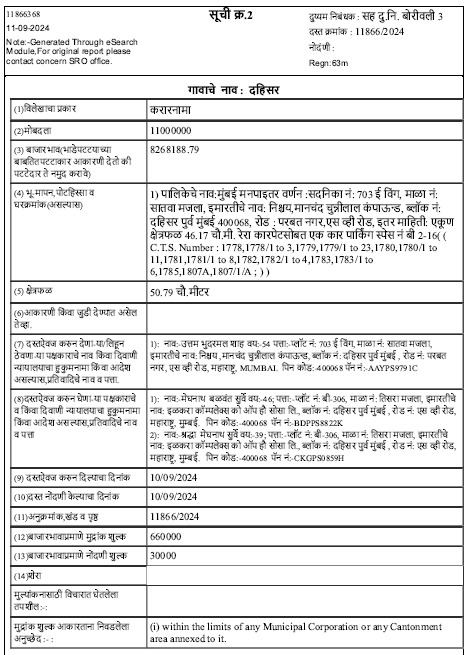 11866368
11-09-2024
Note:-Generated Through eSearch
Module,For original report please
contact concern SRO office.
सूची क्र.2
दुय्यम निबंधक : सह दु.नि. बोरीवली 3
दस्त क्रमांक : 11866/2024
नोदंणी :
Regn:63m
गावाचे नाव : दहिसर
(1)विलेखाचा प्रकार
करारनामा
(2)मोबदला
11000000
(3) बाजारभाव(भाडेपटटयाच्या
बाबतितपटटाकार आकारणी देतो की
पटटेदार ते नमुद करावे)
8268188.79
(4) भू-मापन,पोटहिस्सा व
घरक्रमांक(असल्यास)
1) पालिकेचे नाव:मुंबई मनपाइतर वर्णन :सदनिका नं: 703 ई विंग, माळा नं:
सातवा मजला, इमारतीचे नाव: निश्चय,मानचंद चुन्नीलाल कंपाऊन्ड, ब्लॉक नं:
दहिसर पुर्व मुंबई 400068, रोड : परबत नगर,एस व्ही रोड, इतर माहिती: एकूण
क्षेत्रफळ 46.17 चौ.मी. रेरा कारपेटसोबत एक कार पार्किंग स्पेस नं बी 2-16( (
C.T.S. Number : 1778,1778/1 to 3,1779,1779/1 to 23,1780,1780/1 to
11,1781,1781/1 to 8,1782,1782/1 to 4,1783,1783/1 to
6,1785,1807A,1807/1/A ; ) )
(5) क्षेत्रफळ
50.79 चौ.मीटर
(6)आकारणी किंवा जुडी देण्यात असेल
तेव्हा.
(7) दस्तऐवज करुन देणा-या/लिहून
ठेवणा-या पक्षकाराचे नाव किंवा दिवाणी
न्यायालयाचा हुकुमनामा किंवा आदेश
असल्यास,प्रतिवादिचे नाव व पत्ता.
1): नाव:-उत्तम भुदरमल शाह वय:-54 पत्ता:-प्लॉट नं: 703 ई विंग, माळा नं: सातवा मजला,
इमारतीचे नाव: निश्चय ,मानचंद चुन्नीलाल कंपाऊन्ड, ब्लॉक नं: दहिसर पुर्व मुंबई , रोड नं: परबत
नगर, एस व्ही रोड, महाराष्ट्र, MUMBAI. पिन कोड:-400068 पॅन नं:-AAYPS9791C
(8)दस्तऐवज करुन घेणा-या पक्षकाराचे
व किंवा दिवाणी न्यायालयाचा हुकुमनामा
किंवा आदेश असल्यास,प्रतिवादिचे नाव
व पत्ता
1): नाव:-मेघनाथ बळवंत सुर्वे वय:-46; पत्ता:-प्लॉट नं: बी-306, माळा नं: तिसरा मजला, इमारतीचे
नाव: इळकरा कॉम्पलेक्स को ऑप हौ सोसा लि., ब्लॉक नं: दहिसर पुर्व मुंबई , रोड नं: एस व्ही रोड,
महाराष्ट्र, मुम्बई. पिन कोड:-400068 पॅन नं:-BDPPS8822K
2): नाव:-श्रद्धा मेघनाथ सुर्वे वय:-39; पत्ता:-प्लॉट नं: बी-306, माळा नं: तिसरा मजला, इमारतीचे
नाव: इळकरा कॉम्पलेक्स को ऑप हौ सोसा लि., ब्लॉक नं: दहिसर पुर्व मुंबई , रोड नं: एस व्ही रोड,
महाराष्ट्र, मुम्बई. पिन कोड:-400068 पॅन नं:-CKGPS0859H
(9) दस्तऐवज करुन दिल्याचा दिनांक
10/09/2024
(10)दस्त नोंदणी केल्याचा दिनांक
10/09/2024
(11)अनुक्रमांक,खंड व पृष्ठ
11866/2024
(12)बाजारभावाप्रमाणे मुद्रांक शुल्क
660000
(13)बाजारभावाप्रमाणे नोंदणी शुल्क
30000
(14)शेरा
मुल्यांकनासाठी विचारात घेतलेला
तपशील:-:
मुद्रांक शुल्क आकारताना निवडलेला
अनुच्छेद :- :
(i) within the limits of any Municipal Corporation or any Cantonment
area annexed to it.